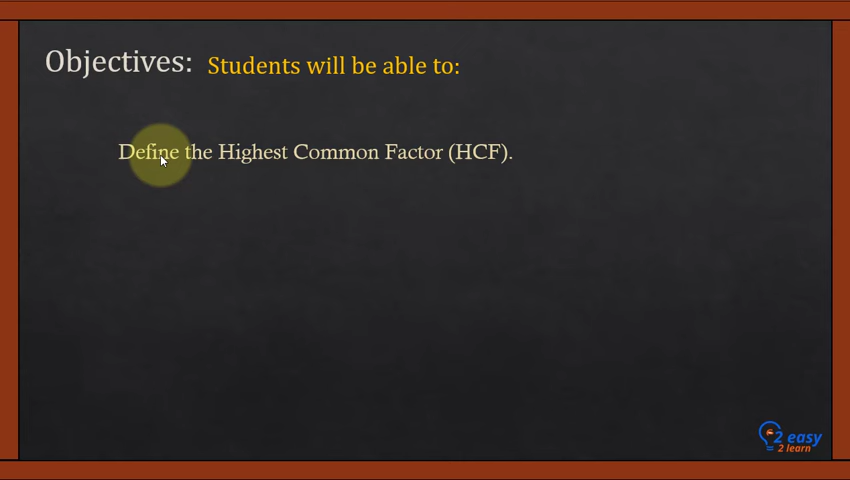 Objectives: Students will be able to:
Define the Highest Common Factor (HCF).
2 easy
2 learn